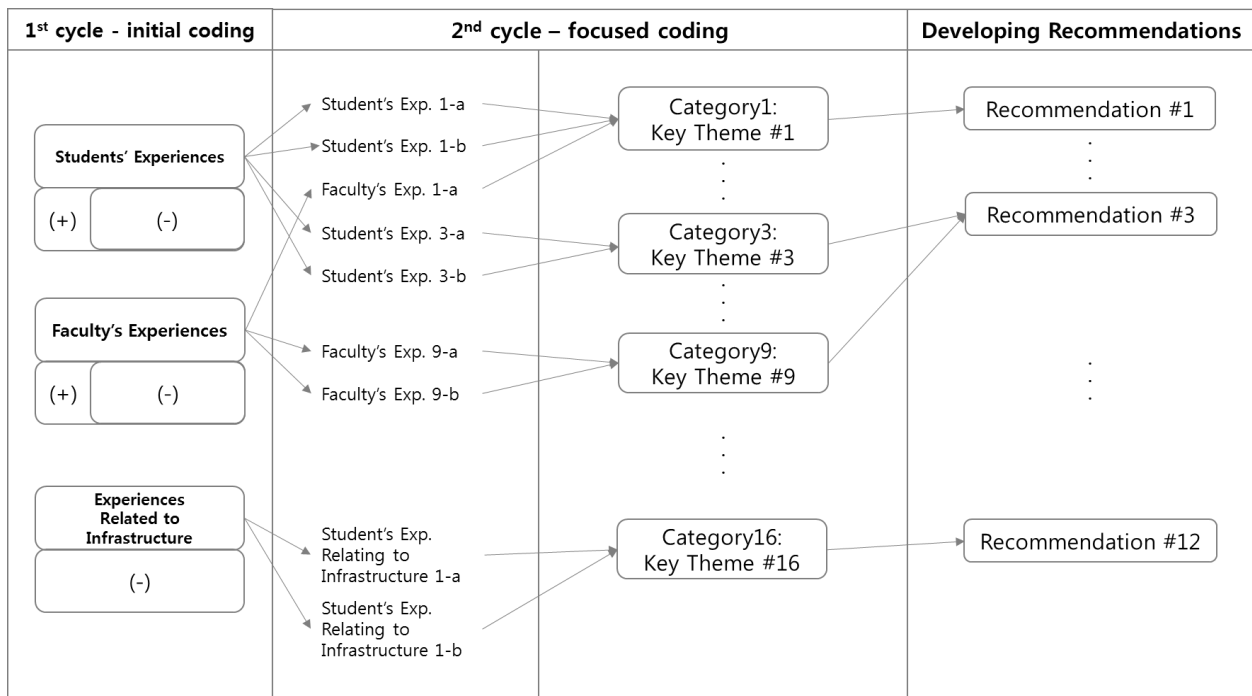 1st cycle - initial coding
2nd cycle – focused coding
Developing Recommendations
Students’ Experiences
(+)
(-)
Faculty’s Experiences
(+)
(-)
Experiences
Related to
Infrastructure
(-)
Student’s Exp. 1-a
Student’s Exp. 1-b
Faculty’s Exp. 1-a
Student’s Exp. 3-a
Student’s Exp. 3-b
Faculty’s Exp. 9-a
Faculty’s Exp. 9-b
Student’s Exp.
Relating to
Infrastructure 1-a
Student’s Exp.
Relating to
Infrastructure 1-b
Category1:
Key Theme #1
Category3:
Key Theme #3
Category9:
Key Theme #9
Category16:
Key Theme #16
Recommendation #1
Recommendation #3
Recommendation #12